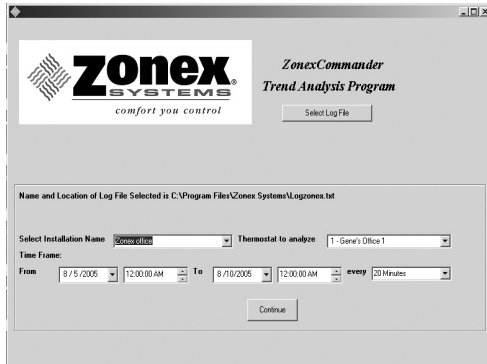 ZONEX®
SYSTEMS
comfort you control
ZonexCommander
Trend Analysis Program
Select Log File
Name and Location of Log File Selected is C:\Program Files\Zonex Systems\Logzonex.txt
Select Installation Name Zonex office Thermostat to analyze 1 - Gene's Office 1
Time Frame:
From 8 / 5 /2005 12:00:00 AM To 8 /10/2005 12:00:00 AM every 20 Minutes
Continue